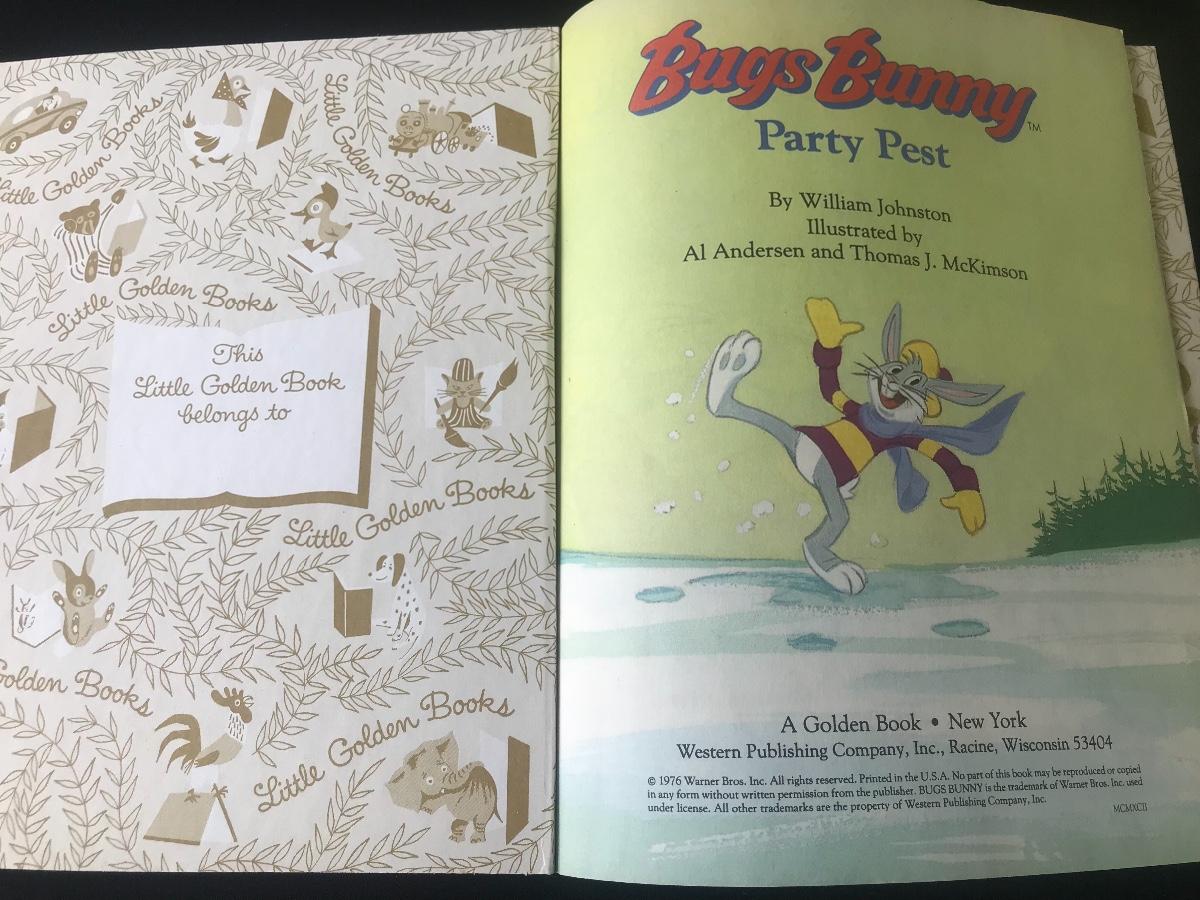 Little Golden Books
Little Golden Books
Little Golden Books
This
Little Golden Book
belongs to
Little Golden Books
Golden Books
Little Golden Books
Bugs Bunny™
Party Pest
By William Johnston
Illustrated by
Al Andersen and Thomas J. McKimson
A Golden Book • New York
Western Publishing Company, Inc., Racine, Wisconsin 53404
© 1976 Warner Bros. Inc. All rights reserved. Printed in the U.S.A. No part of this book may be reproduced or copied
in any form without written permission from the publisher. BUGS BUNNY is the trademark of Warner Bros. Inc. used
under license. All other trademarks are the property of Western Publishing Company, Inc.
MCMXCII